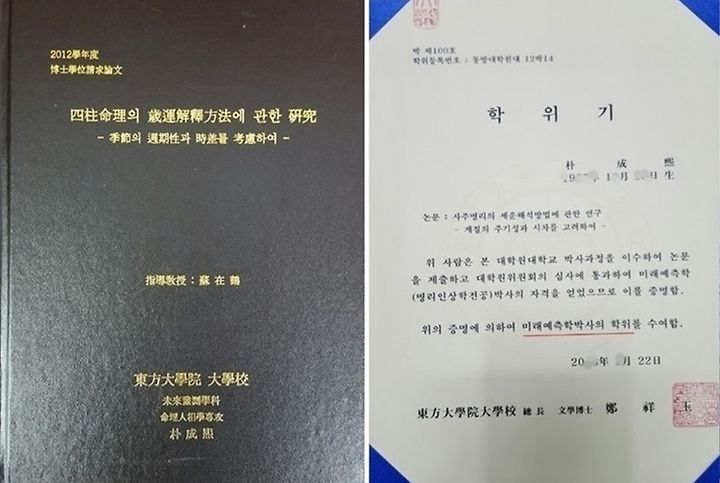 2012學年度
博士學位請求論文
四柱命理의 歲運解釋方法에 관한 硏究
- 季節의 週期性과 時差를 考慮하여 -
指導敎授 : 蘇在鶴
東方大學院 大學校
未來豫測學科
命理人相學專攻
朴成熙
박 제100호
학위등록번호 : 동방대학원대 12박14
학 위 기
朴 成 熙
년 1 월 일 生
논문 : 사주명리의 세운해석방법에 관한 연구
- 계절의 주기성과 시차를 고려하여 -
위 사람은 본 대학원대학교 박사과정을 이수하여 논문
을 제출하고 대학원위원회의 심사에 통과하여 미래예측학
(명리인상학전공)박사의 자격을 얻었으므로 이를 증명함.
위의 증명에 의하여 미래예측학박사의 학위를 수여함.
20 年 月 22日
東方大學院大學校 總長 文學博士 鄭 祥 玉